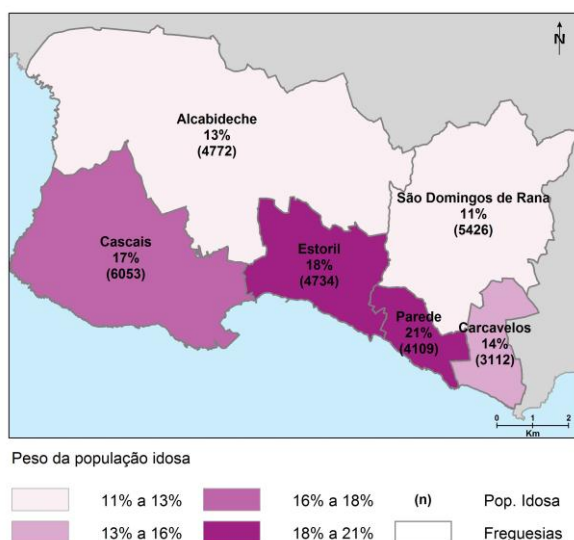 N
Alcabideche
13%
(4772)
São Domingos de Rana
11%
(5426)
Cascais
17%
(6053)
Estoril
18%
(4734)
Parede
21%
(4109)
Carcavelos
14%
(3112)
0 1 2
Km
Peso da população idosa
11% a 13% 16% a 18% (n) Pop. Idosa
13% a 16% 18% a 21% Freguesias